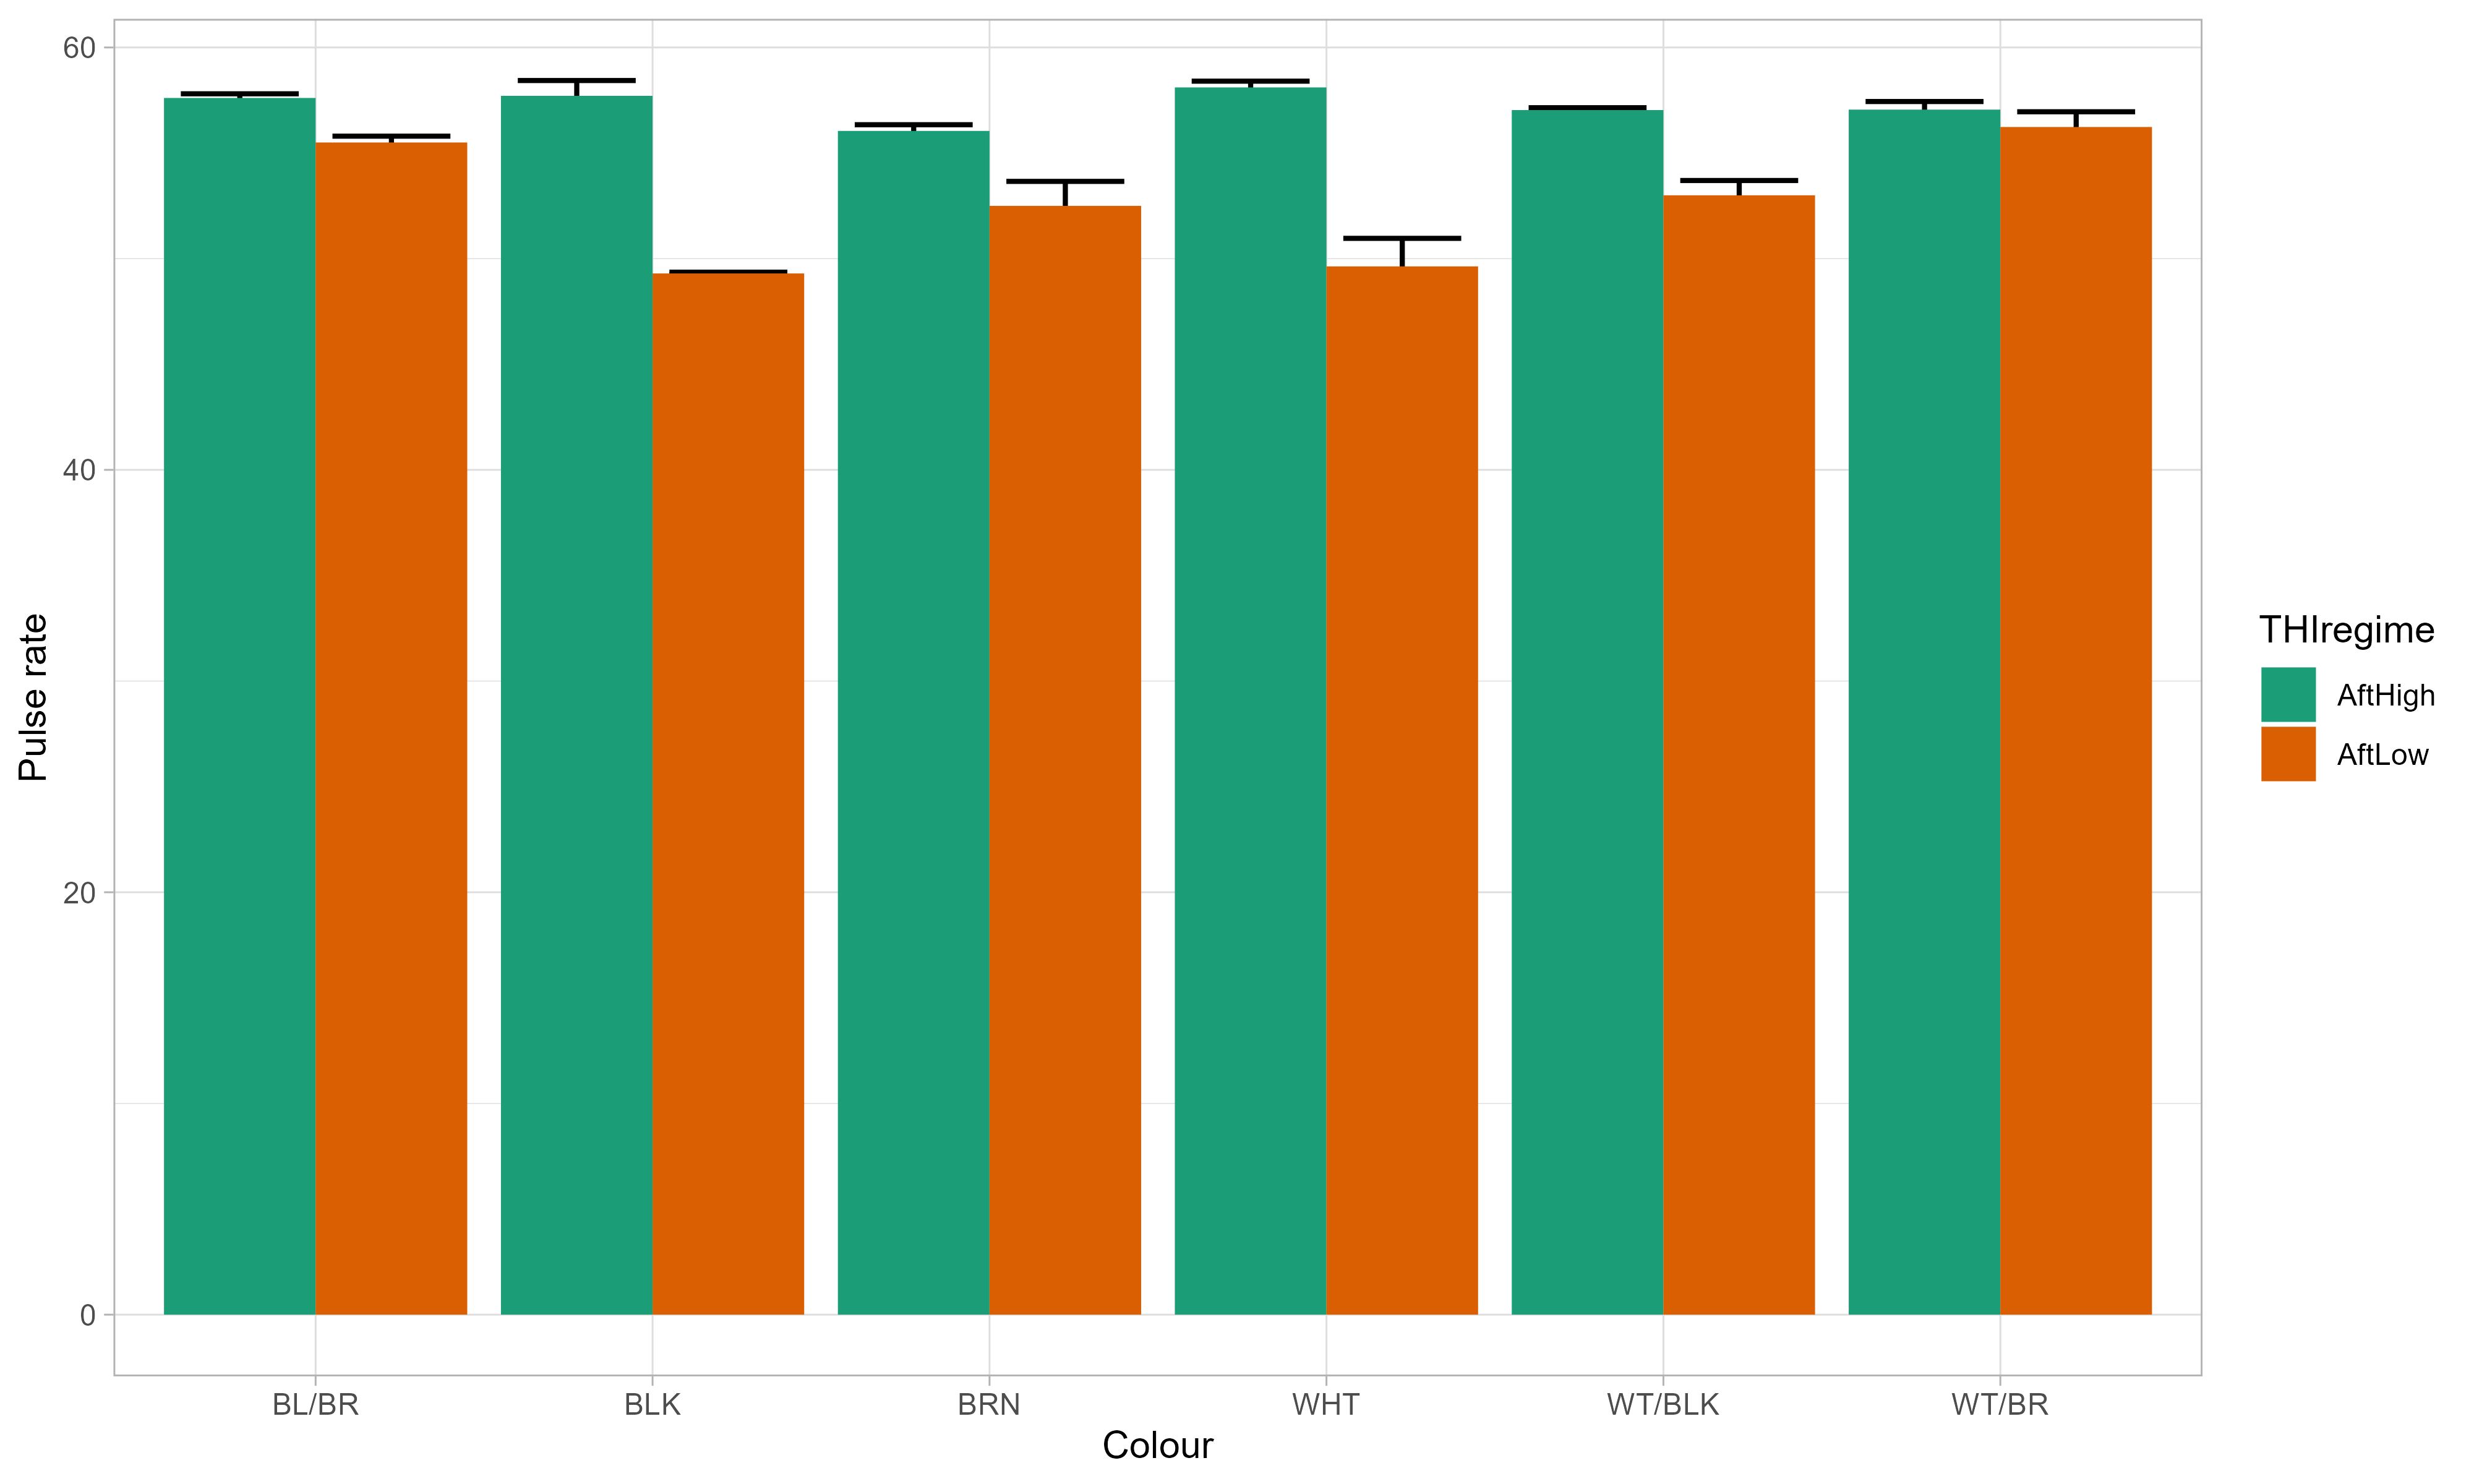 60
40
20
0
Pulse rate
BL/BR BLK BRN WHT WT/BLK WT/BR
Colour
THIregime
AftHigh
AftLow